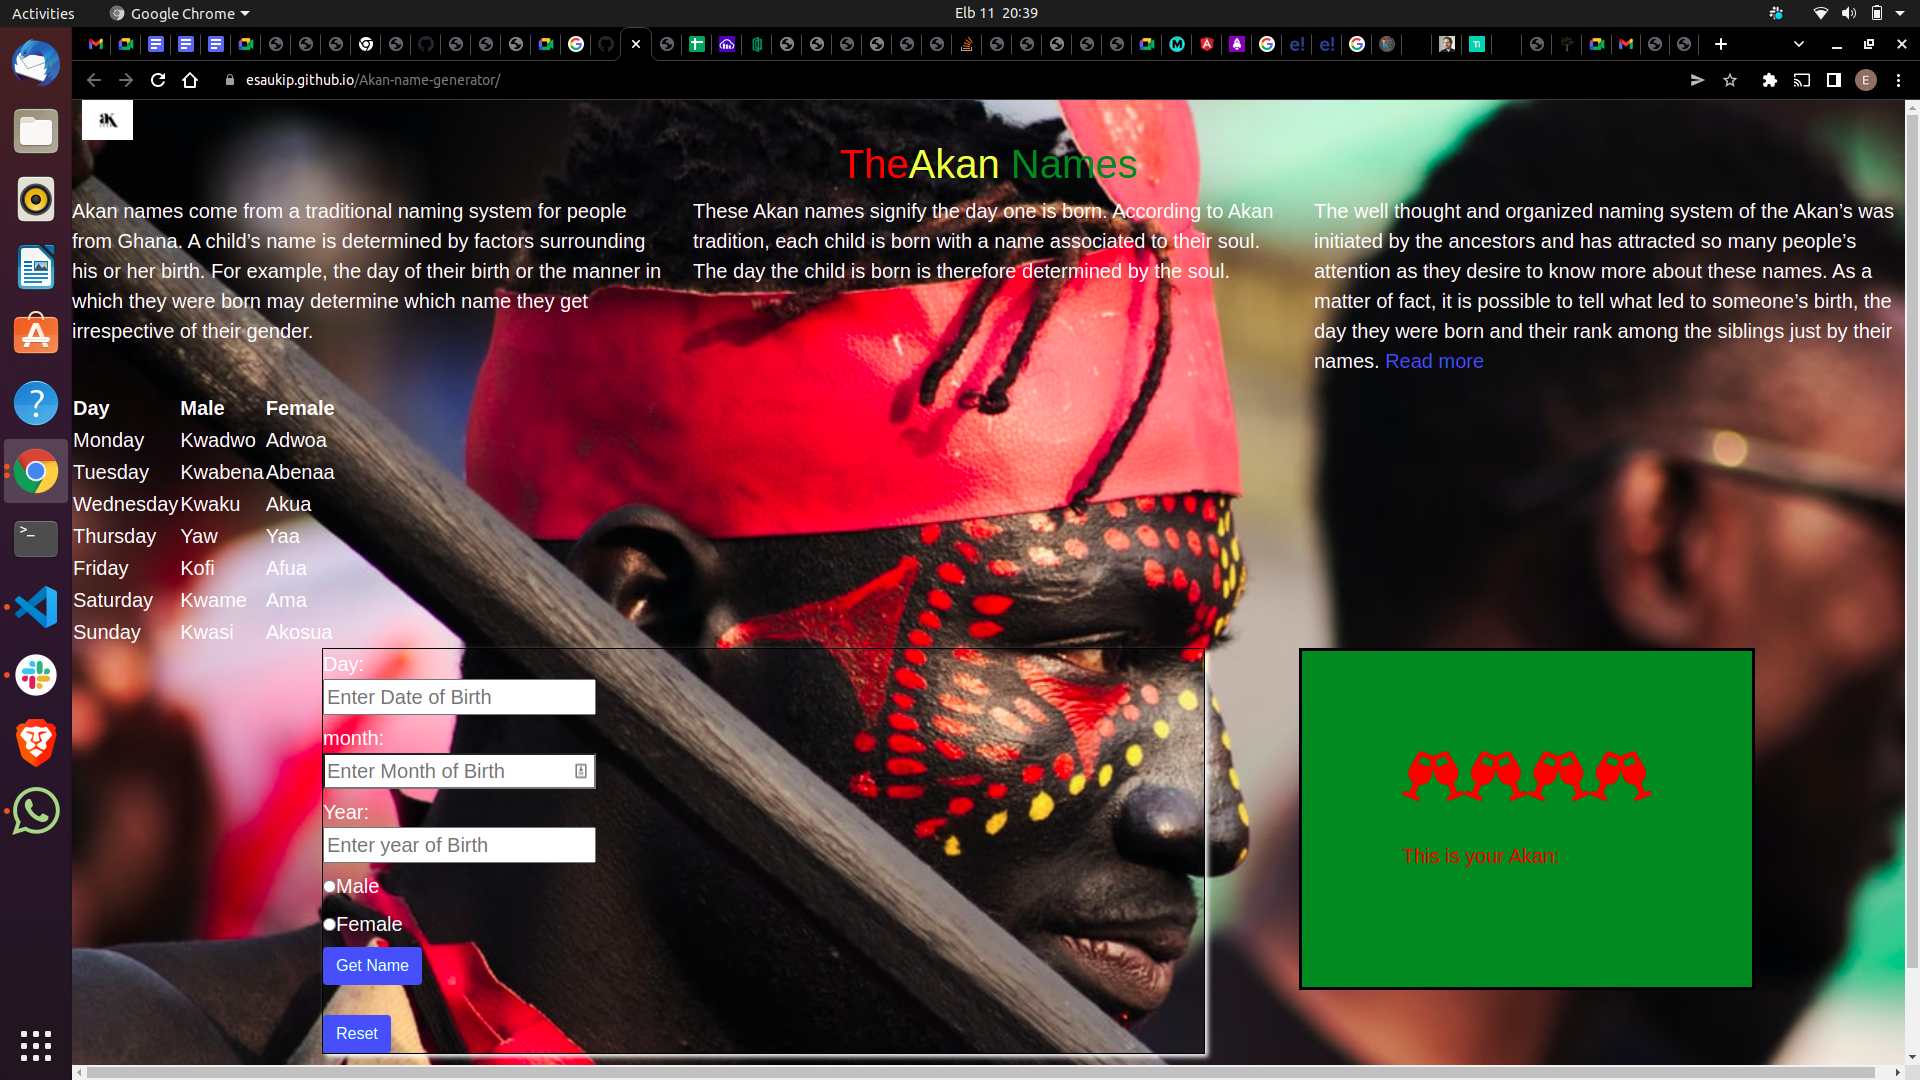 Activities
Google Chrome
Elb 11 20:39
esaukip.github.io/Akan-name-generator/
E
aK
TheAkan Names
Akan names come from a traditional naming system for people
from Ghana. A child’s name is determined by factors surrounding
his or her birth. For example, the day of their birth or the manner in
which they were born may determine which name they get
irrespective of their gender.
These Akan names signify the day one is born. According to Akan
tradition, each child is born with a name associated to their soul.
The day the child is born is therefore determined by the soul.
The well thought and organized naming system of the Akan’s was
initiated by the ancestors and has attracted so many people’s
attention as they desire to know more about these names. As a
matter of fact, it is possible to tell what led to someone’s birth, the
day they were born and their rank among the siblings just by their
names. Read more
Day Male Female
Monday Kwadwo Adwoa
Tuesday Kwabena Abenaa
Wednesday Kwaku Akua
Thursday Yaw Yaa
Friday Kofi Afua
Saturday Kwame Ama
Sunday Kwasi Akosua
Day:
Enter Date of Birth
month:
Enter Month of Birth
Year:
Enter year of Birth
Male
Female
Get Name
Reset
This is your Akan: